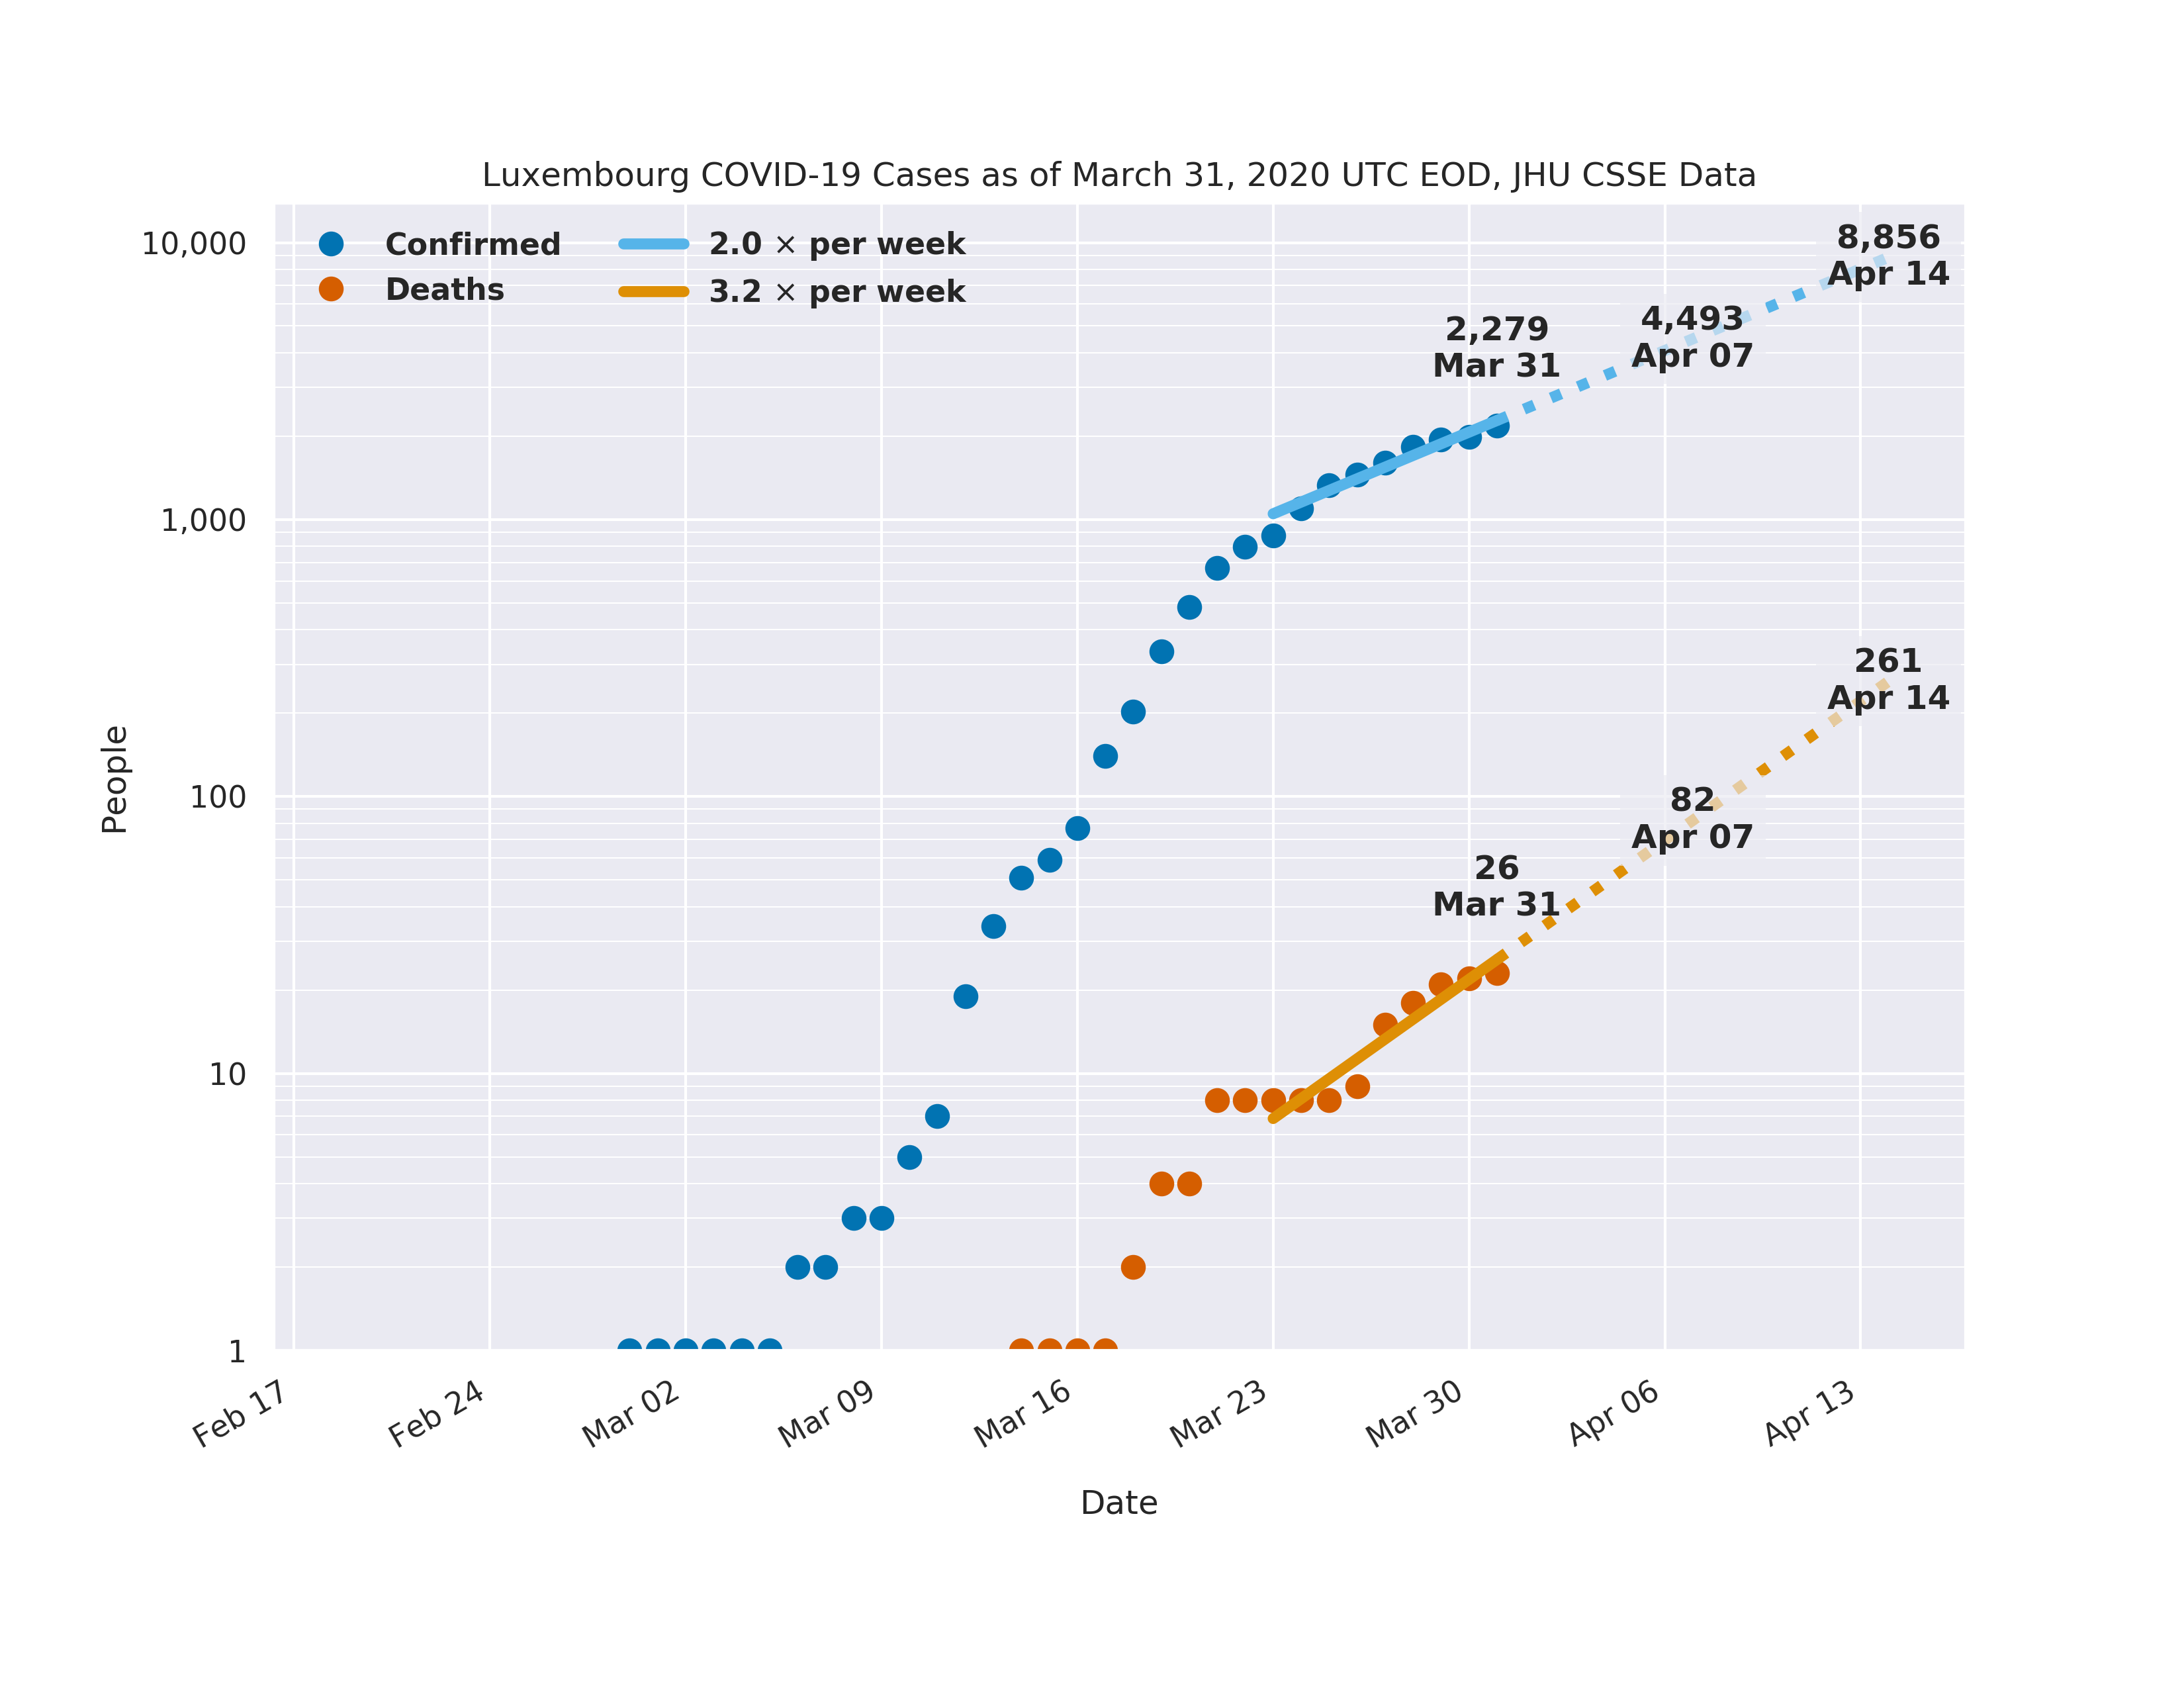 Luxembourg COVID-19 Cases as of March 31, 2020 UTC EOD, JHU CSSE Data
Confirmed
Deaths
2.0 × per week
3.2 × per week
8,856
Apr 14
4,493
Apr 07
2,279
Mar 31
261
Apr 14
82
Apr 07
26
Mar 31
People
10,000
1,000
100
10
1
Feb 17
Feb 24
Mar 02
Mar 09
Mar 16
Mar 23
Mar 30
Apr 06
Apr 13
Date